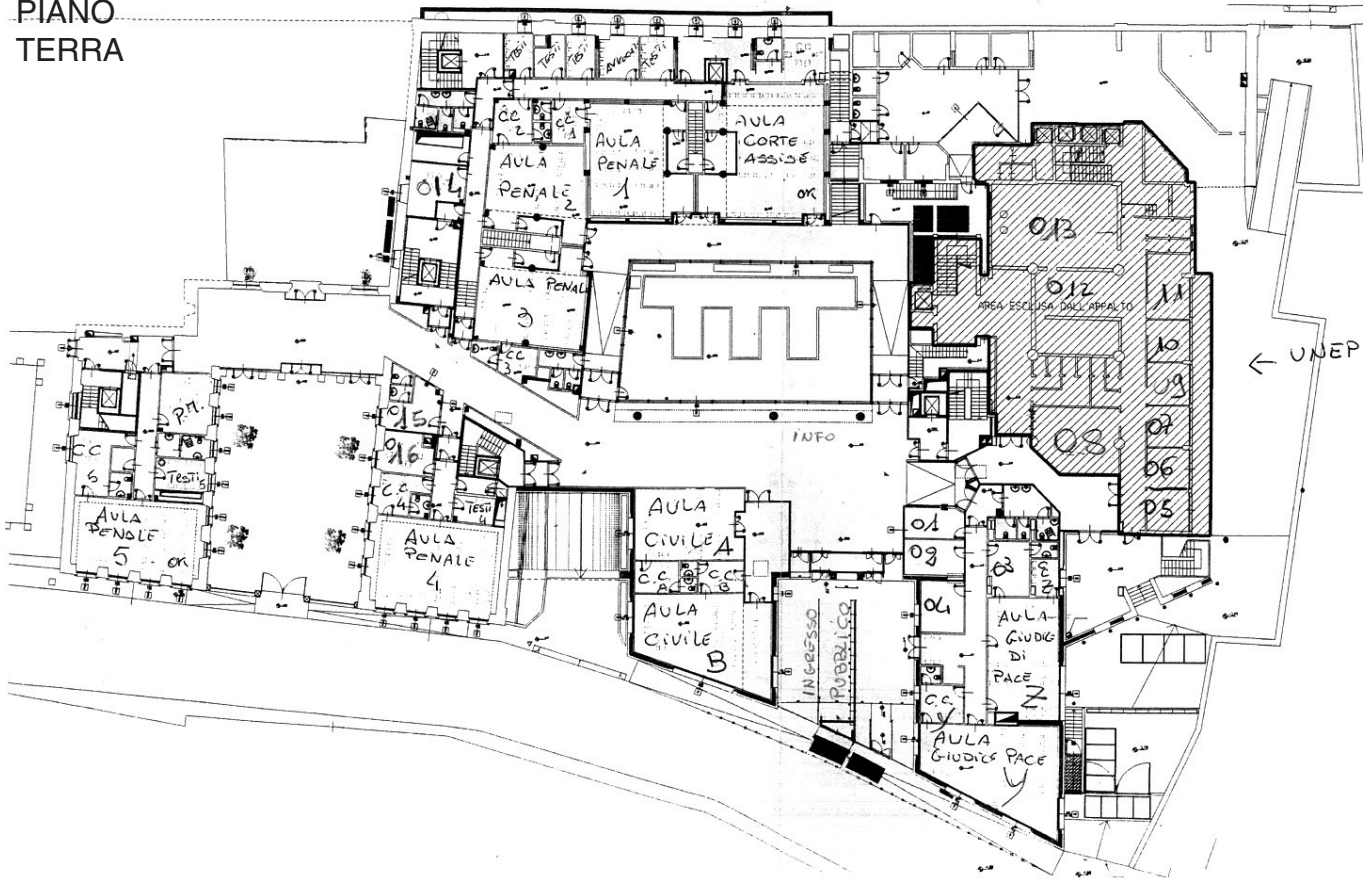 PIANO
TERRA
TESTI
TESTI
TESTI
AVVOCATI
TESTI
C.C.
2
C.C.
1
AULA
PENALE
1
AULA
CORTE
ASSISE
OK
AULA
PENALE
2
014
AULA PENAL
3
C.C.
3
013
012
AREA ESCLUSA DALL'APPALTO
11
10
09
07
06
05
08
← UNEP
INFO
P.M.
C.C
5
TESTI
5
015
016
C.C.
4
TESTI
4
AULA
PENALE
5
OK
AULA
PENALE
4
AULA
CIVILE A
C.C.
A
C.C.
B
AULA
CIVILE
B
INGRESSO
PUBBLICO
01
02
03
04
AULA
GIUDICE
DI
PACE
Z
C.C.
Y
AULA
GIUDICE PACE
Y